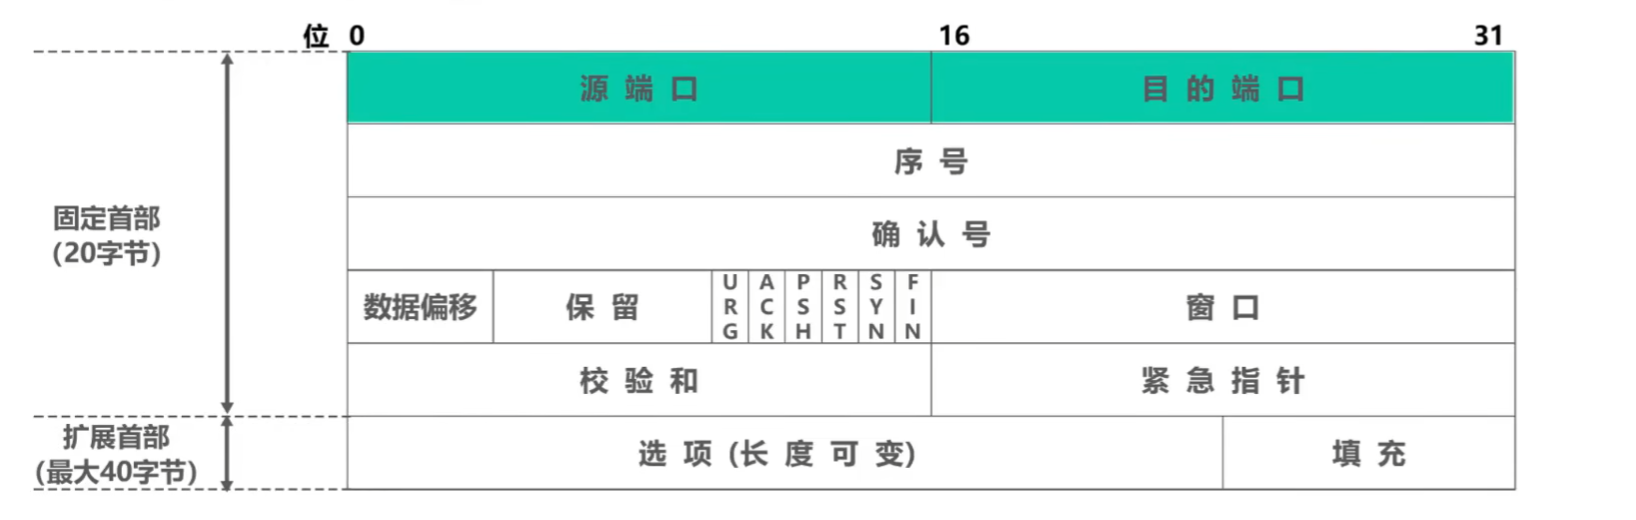 位 0 16 31
源 端 口 目 的 端 口
序 号
固定首部
(20字节)
确 认 号
数据偏移 保 留 URG ACK PSH RST SYN FIN 窗 口
校 验 和 紧 急 指 针
扩展首部
(最大40字节)
选 项 (长 度 可 变) 填 充